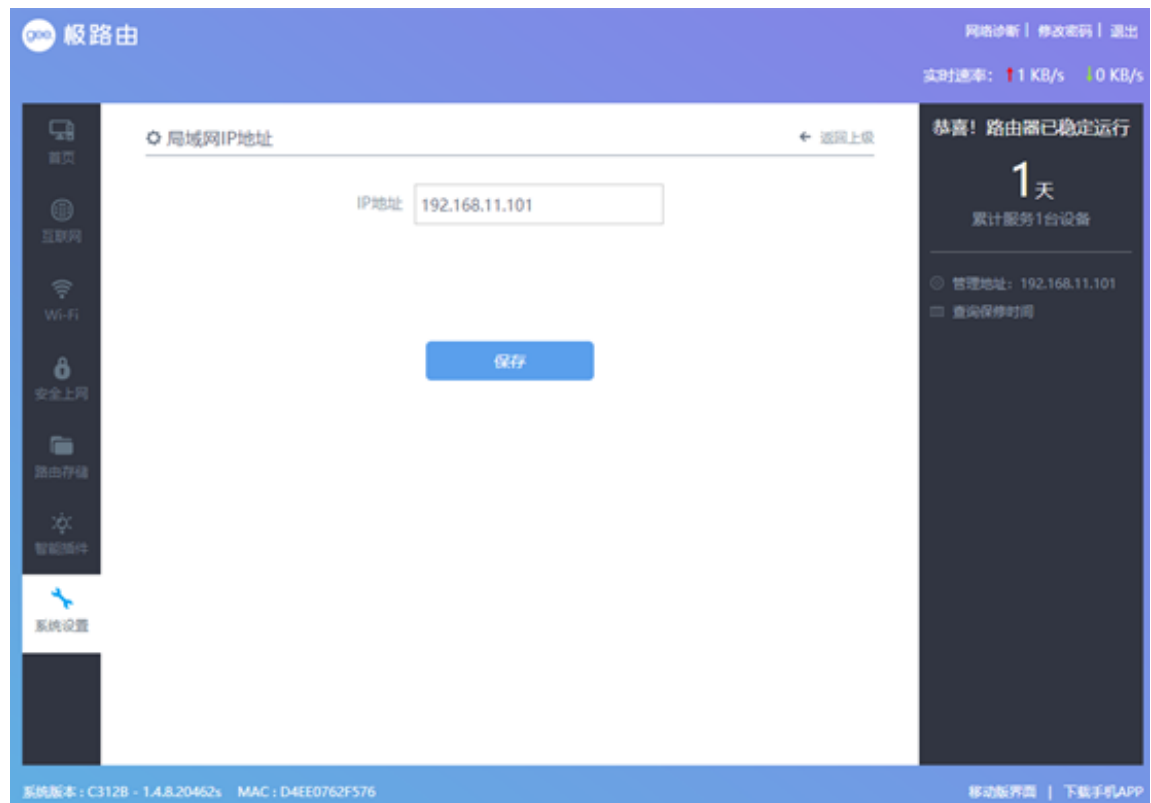 gee 极路由
网络诊断 | 修改密码 | 退出
实时速率: 1 KB/s 0 KB/s
首页
互联网
Wi-Fi
安全上网
路由存储
智能插件
系统设置
局域网IP地址
返回上级
IP地址 192.168.11.101
保存
恭喜! 路由器已稳定运行
1天
累计服务1台设备
管理地址: 192.168.11.101
查询保修时间
系统版本 : C312B - 1.4.8.20462s MAC : D4EE0762F576
移动版界面 | 下载手机APP